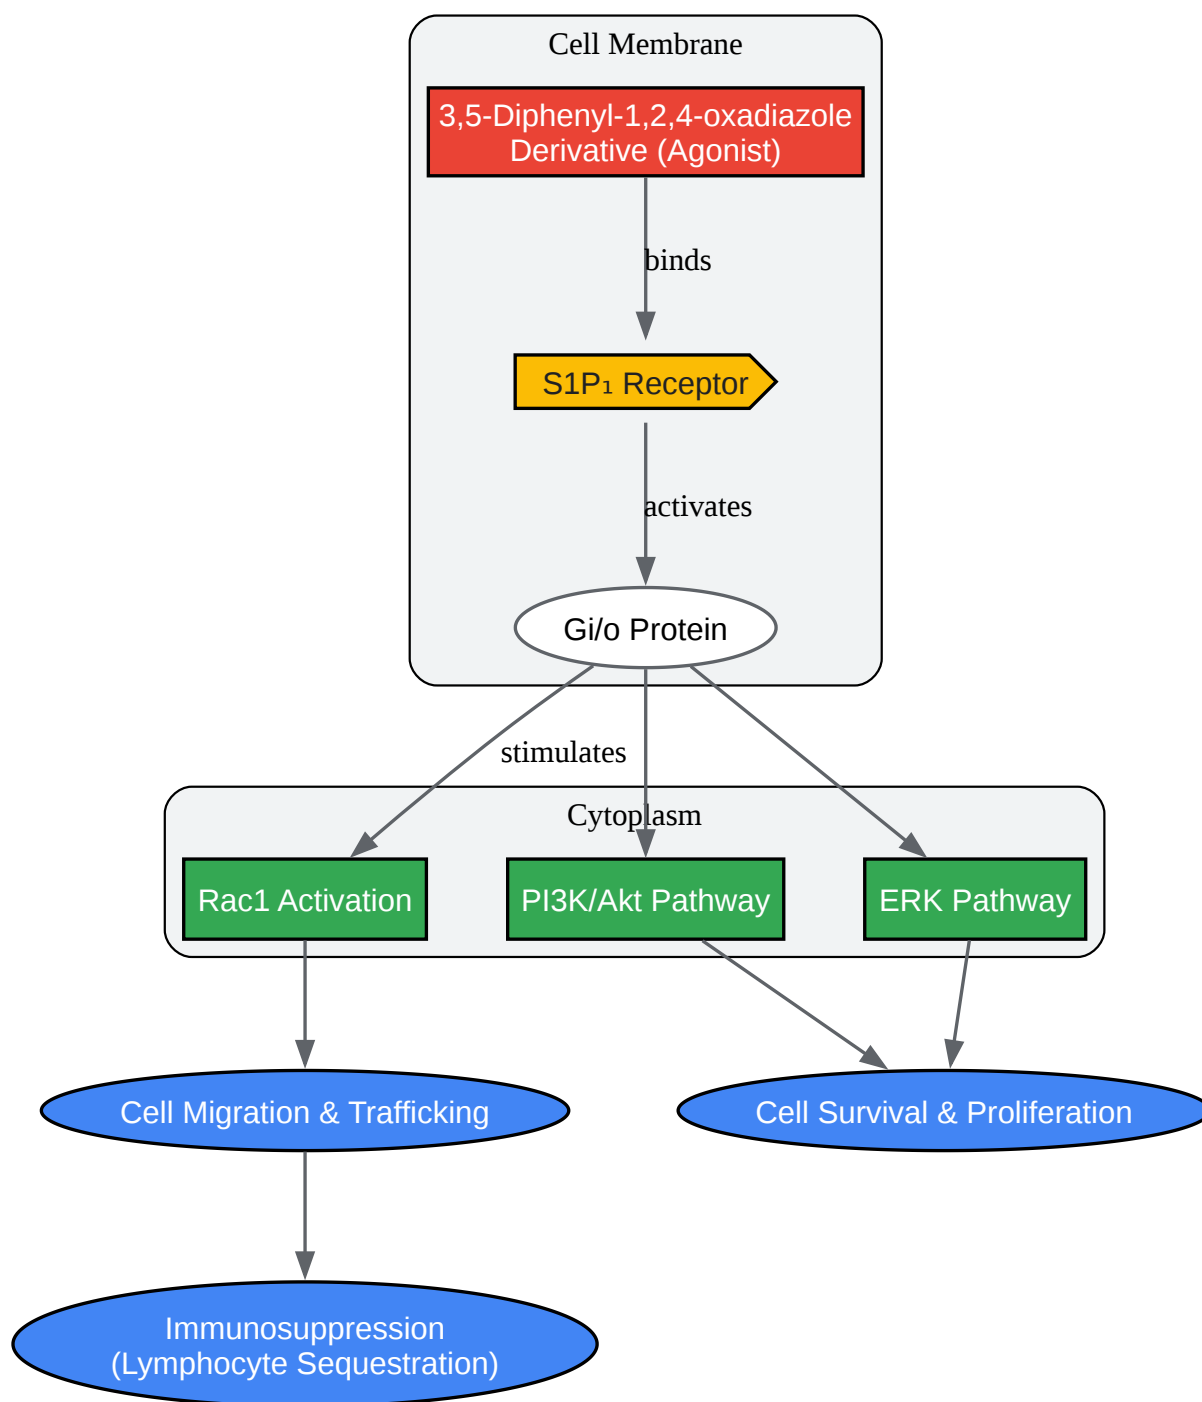 Cell Membrane
3,5-Diphenyl-1,2,4-oxadiazole
Derivative (Agonist)
binds
S1P₁ Receptor
activates
Gi/o Protein
stimulates
Cytoplasm
Rac1 Activation
PI3K/Akt Pathway
ERK Pathway
Cell Migration & Trafficking
Cell Survival & Proliferation
Immunosuppression
(Lymphocyte Sequestration)